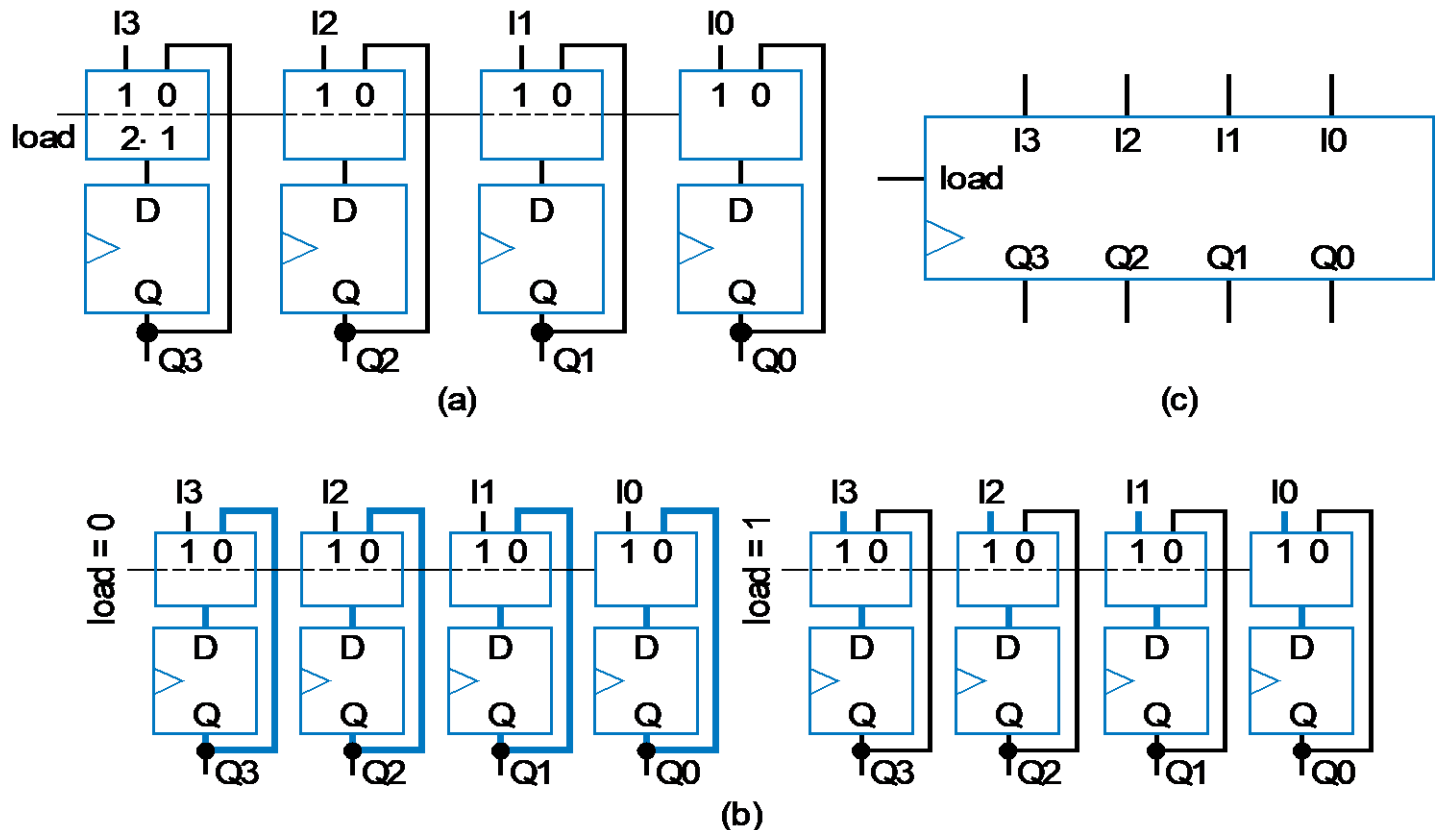 I3 I2 I1 I0
1 0 1 0 1 0 1 0
load 2· 1
D D D D
Q Q Q Q
Q3 Q2 Q1 Q0
(a)
I3 I2 I1 I0
load
Q3 Q2 Q1 Q0
(c)
load = 0
I3 I2 I1 I0
1 0 1 0 1 0 1 0
D D D D
Q Q Q Q
Q3 Q2 Q1 Q0
load = 1
I3 I2 I1 I0
1 0 1 0 1 0 1 0
D D D D
Q Q Q Q
Q3 Q2 Q1 Q0
(b)